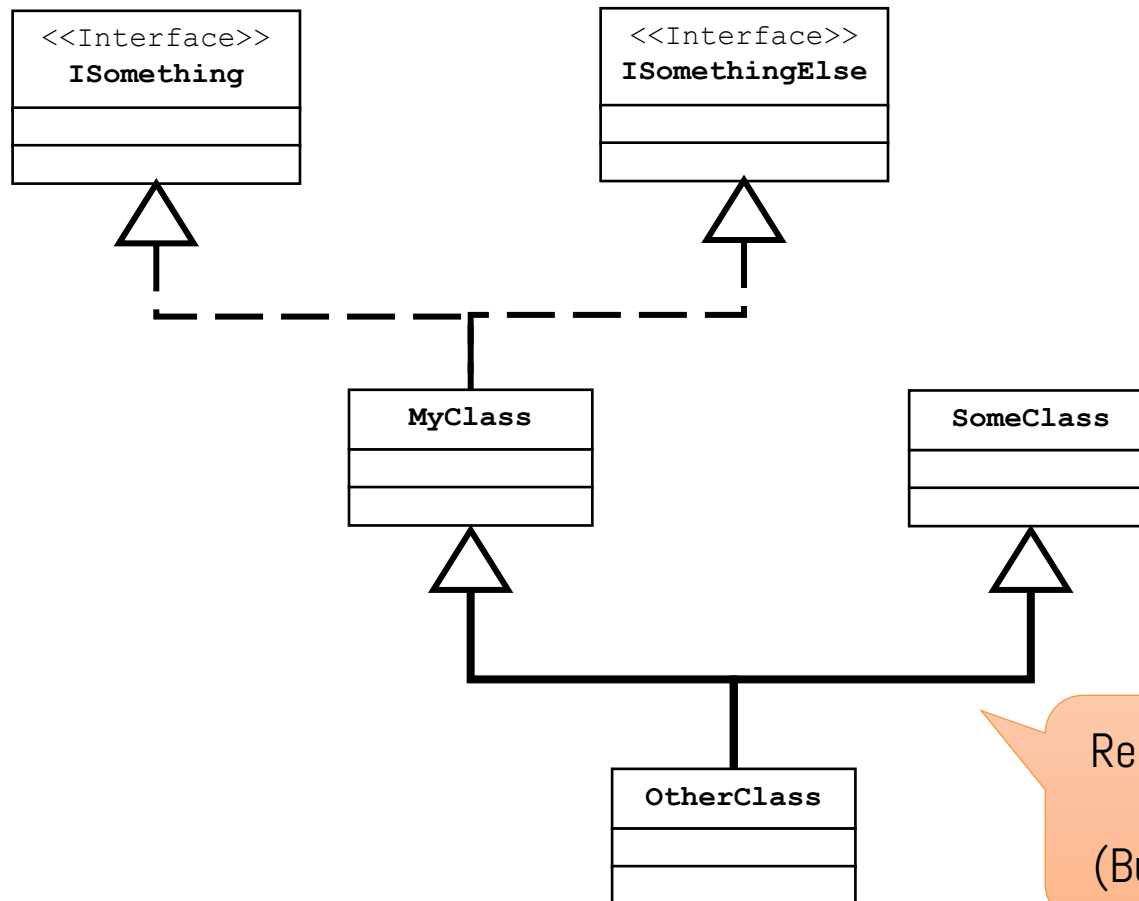 <<Interface>>
ISomething
<<Interface>>
ISomethingElse
MyClass
SomeClass
OtherClass
Re
(Bu